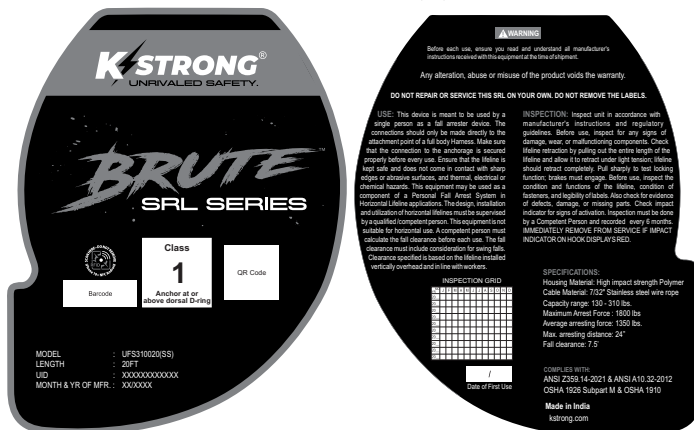 K STRONG®
UNRIVALED SAFETY.
BRUTE™
SRL SERIES
Barcode
Class
1
Anchor at or
above dorsal D-ring
QR Code
MODEL : UFS310020(SS)
LENGTH : 20FT
UID : XXXXXXXXXXXX
MONTH & YR OF MFR. : XX/XXXX
WARNING
Before each use, ensure you read and understand all manufacturer's
instructions received with this equipment at the time of shipment.
Any alteration, abuse or misuse of the product voids the warranty.
DO NOT REPAIR OR SERVICE THIS SRL ON YOUR OWN. DO NOT REMOVE THE LABELS.
USE: This device is meant to be used by a
single person as a fall arrester device. The
connections should only be made directly to the
attachment point of a full body Harness. Make sure
that the connection to the anchorage is secured
properly before every use. Ensure that the lifeline is
kept safe and does not come in contact with sharp
edges or abrasive surfaces, and thermal, electrical or
chemical hazards. This equipment may be used as
component of a Personal Fall Arrest System in
Horizontal Lifeline applications. The design, installation
and utilization of horizontal lifelines must be supervised
by a qualified /competent person. This equipment is not
suitable for horizontal use. A competent person must
calculate the fall clearance before each use. The fall
clearance must include consideration for swing falls.
Clearance specified is based on the lifeline installed
vertically overhead and in line with workers.
INSPECTION: Inspect unit in accordance with
manufacturer's instructions and regulatory
guidelines. Before use, inspect for any signs of
damage, wear, or malfunctioning components. Check
lifeline retraction by pulling out the entire length of the
lifeline and allow it to retract under light tension; lifeline
should retract completely. Pull sharply to test locking
function; brakes must engage. Before use, inspect the
condition and functions of the lifeline, condition of
fasteners, and legibility of labels. Also check for evidence
of defects, damage, or missing parts. Check impact
indicator for signs of activation. Inspection must be done
by a Competent Person and recorded every 6 months.
IMMEDIATELY REMOVE FROM SERVICE IF IMPACT
INDICATOR ON HOOK DISPLAYS RED.
INSPECTION GRID
/
Date of First Use
SPECIFICATIONS:
Housing Material: High impact strength Polymer
Cable Material: 7/32" Stainless steel wire rope
Capacity range: 130 - 310 lbs.
Maximum Arrest Force : 1800 lbs
Average arresting force: 1350 lbs.
Max. arresting distance: 24"
Fall clearance: 7.5'
COMPLIES WITH:
ANSI Z359.14-2021 & ANSI A10.32-2012
OSHA 1926 Subpart M & OSHA 1910
Made in India
kstrong.com